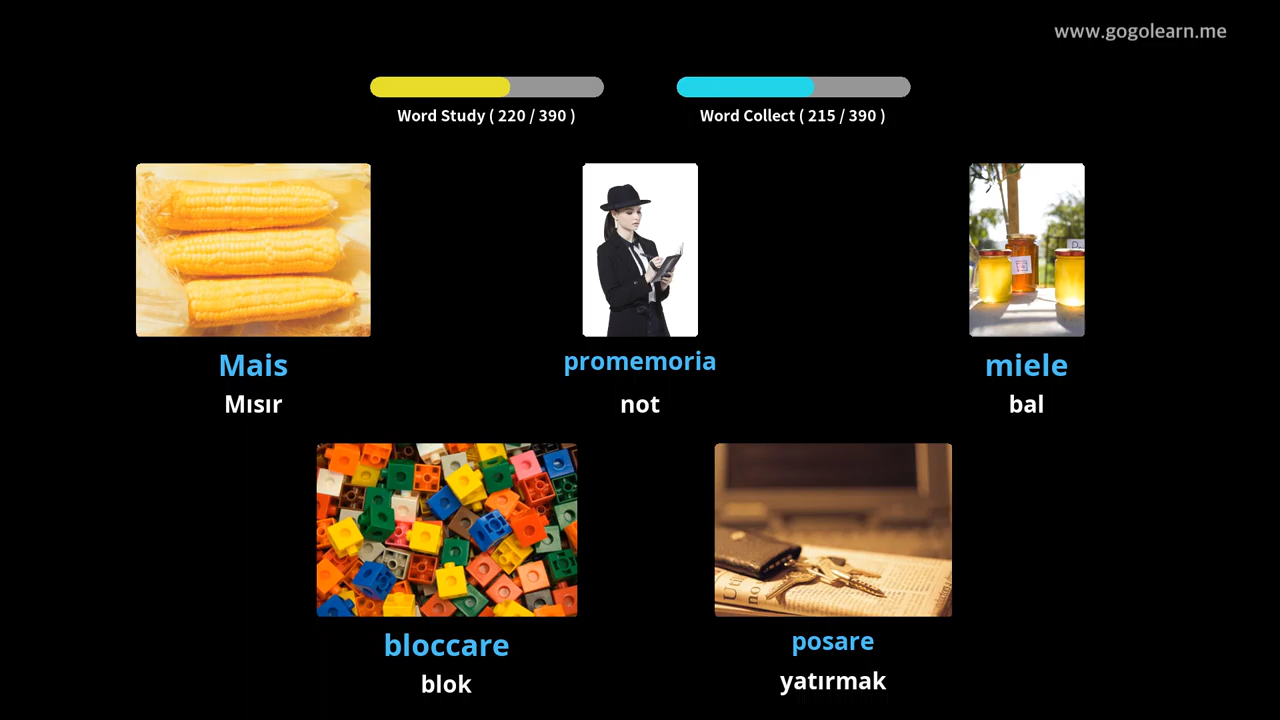 www.gogolearn.me
Word Study ( 220 / 390 )
Word Collect ( 215 / 390 )
Mais
promemoria
miele
Mısır
not
bal
bloccare
posare
blok
yatırmak